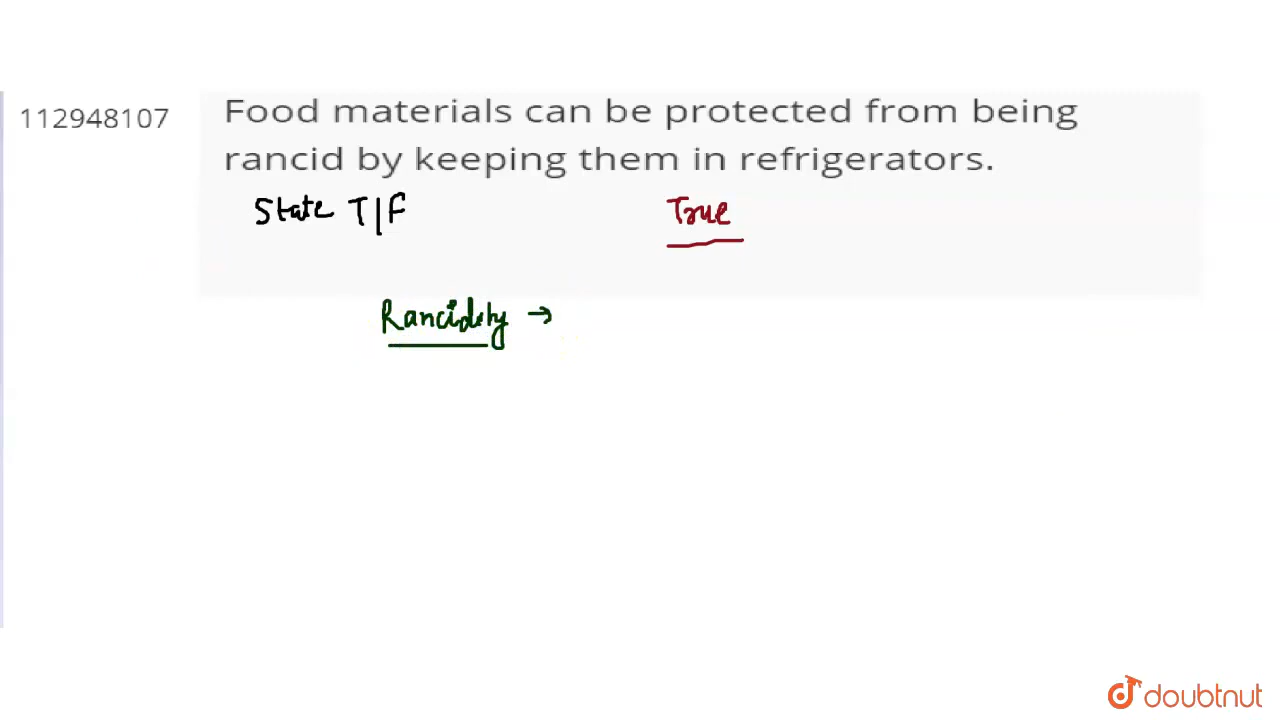 112948107
Food materials can be protected from being
rancid by keeping them in refrigerators.
State T|F
True
Rancidity →
doubtnut